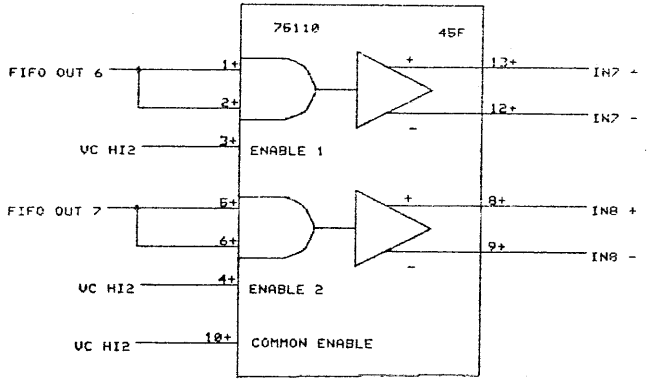 75110 45F
FIFO OUT 6 1+ + 13+ IN7 +
2+ - 12+ IN7 -
VC HI2 3+ ENABLE 1
FIFO OUT 7 5+ + 8+ IN8 +
6+ - 9+ IN8 -
VC HI2 4+ ENABLE 2
VC HI2 10+ COMMON ENABLE